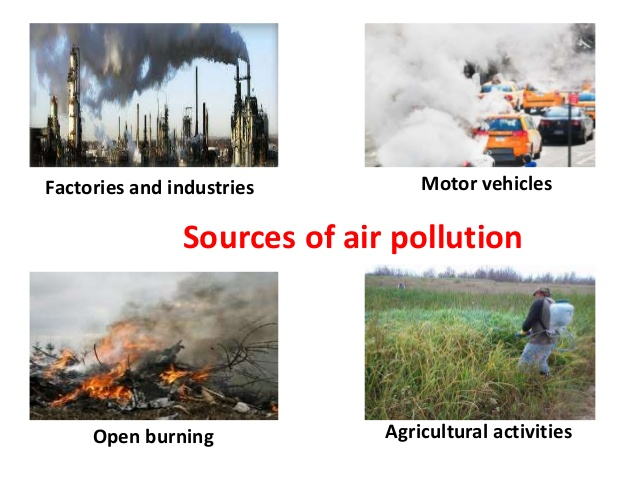 Factories and industries
Motor vehicles
Sources of air pollution
Open burning
Agricultural activities